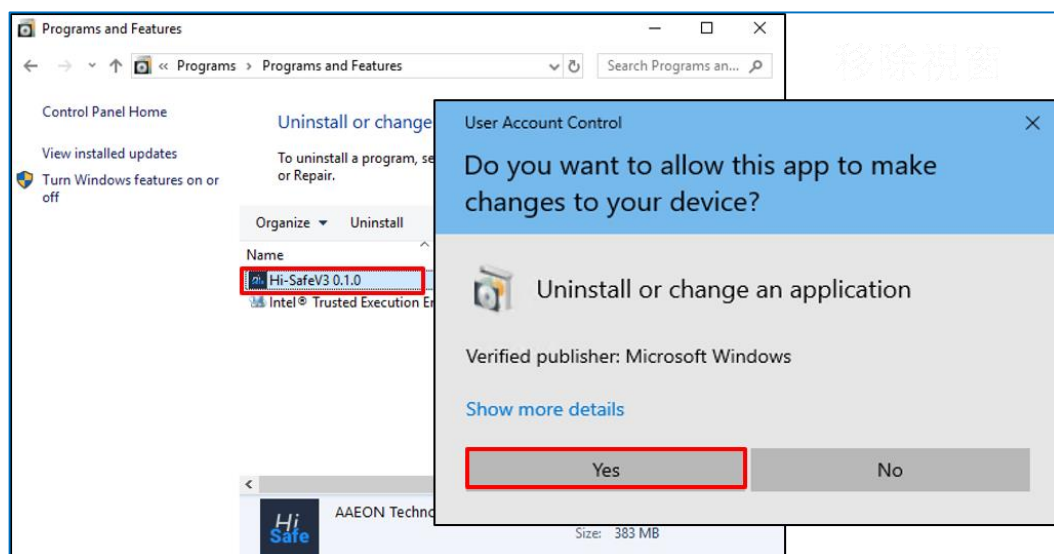 Programs and Features
« Programs > Programs and Features
Search Programs an...
移除視窗
Control Panel Home
View installed updates
Turn Windows features on or
off
Uninstall or change
To uninstall a program, se
or Repair.
Organize
Uninstall
Name
Hi-SafeV3 0.1.0
Intel® Trusted Execution E
Hi
Safe
AAEON Techno
Size: 383 MB
User Account Control
Do you want to allow this app to make
changes to your device?
Uninstall or change an application
Verified publisher: Microsoft Windows
Show more details
Yes
No